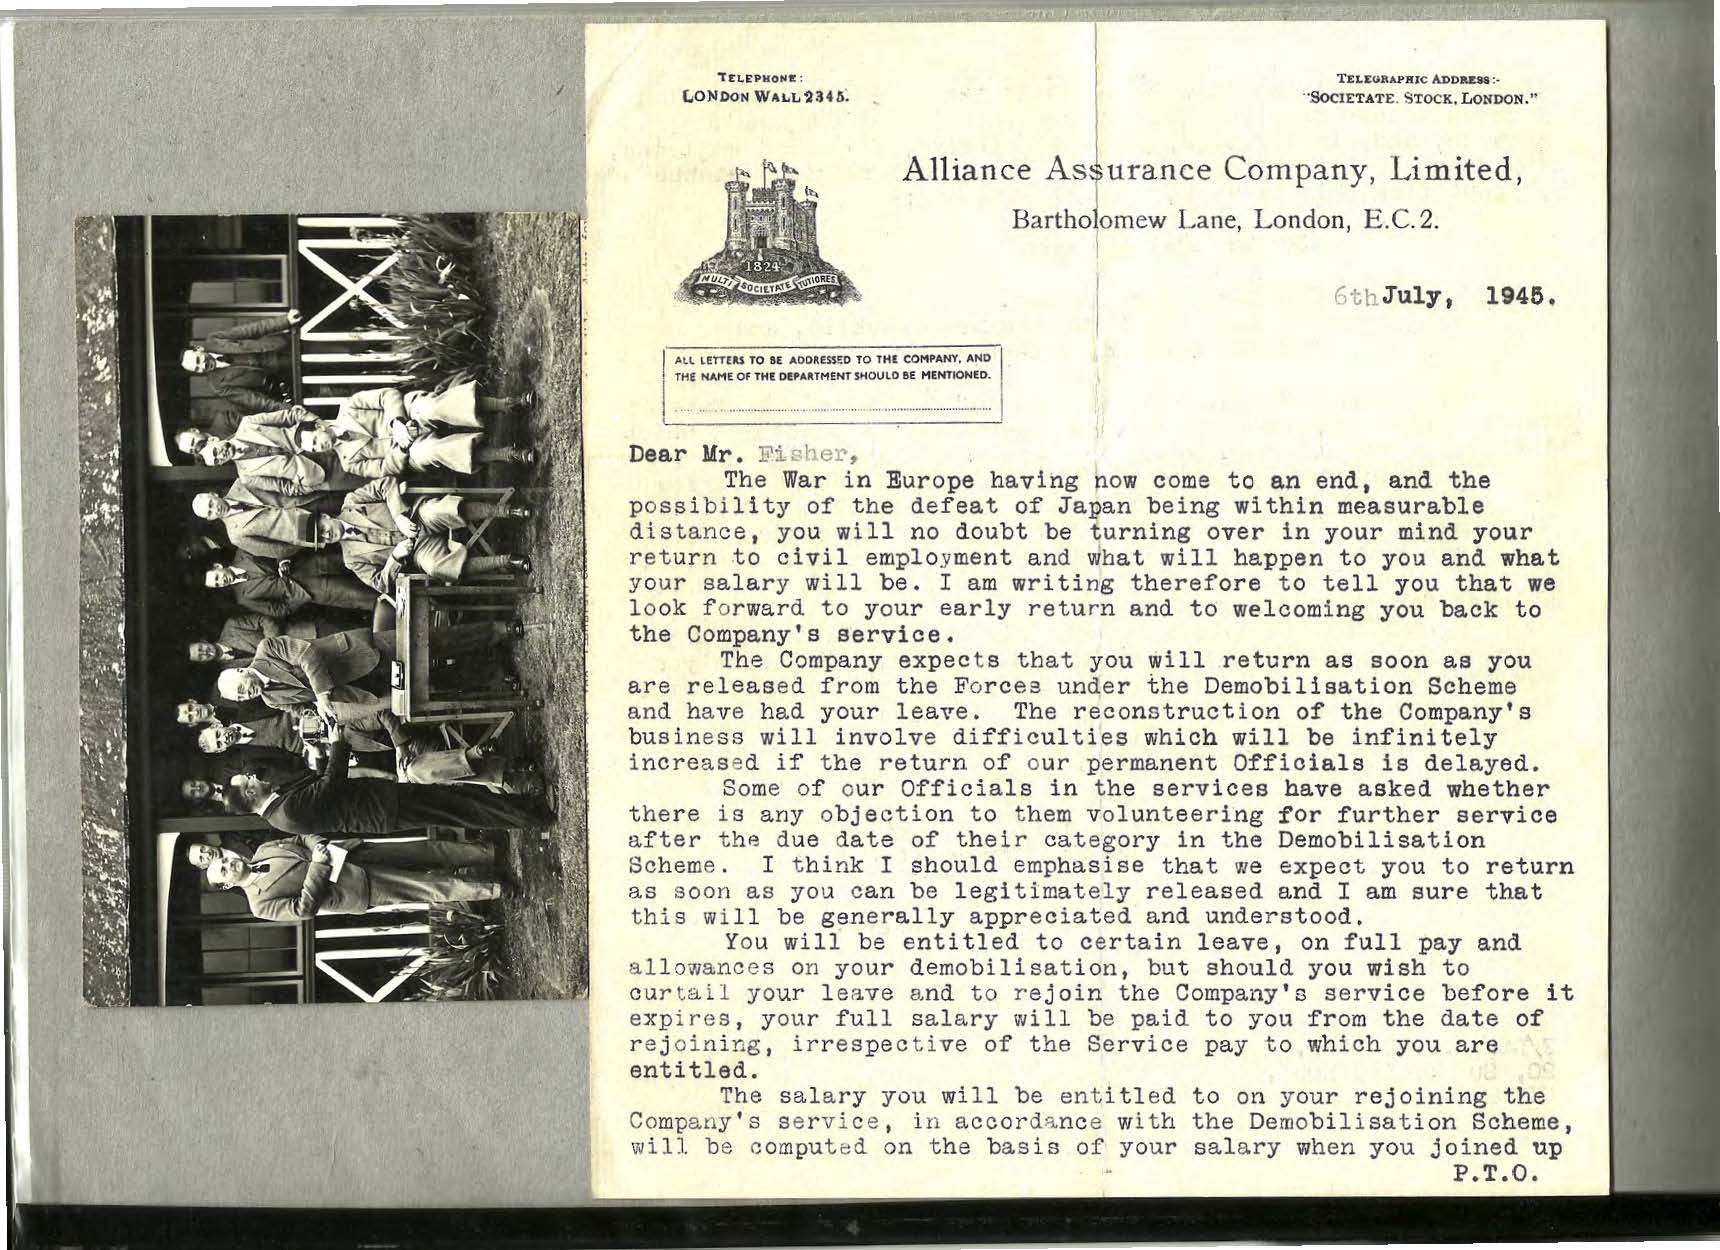 TELEPHONE:
LONDON WALL 2345.
TELEGRAPHIC ADDRESS:-
"SOCIETATE. STOCK, LONDON."
Alliance Assurance Company, Limited,
Bartholomew Lane, London, E.C.2.
1824
MULTI SOCIETATE TUTIORES
6th July, 1945.
ALL LETTERS TO BE ADDRESSED TO THE COMPANY, AND
THE NAME OF THE DEPARTMENT SHOULD BE MENTIONED.
Dear Mr. Fisher,
The War in Europe having now come to an end, and the
possibility of the defeat of Japan being within measurable
distance, you will no doubt be turning over in your mind your
return to civil employment and what will happen to you and what
your salary will be. I am writing therefore to tell you that we
look forward to your early return and to welcoming you back to
the Company's service.
The Company expects that you will return as soon as you
are released from the Forces under the Demobilisation Scheme
and have had your leave. The reconstruction of the Company's
business will involve difficulties which will be infinitely
increased if the return of our permanent Officials is delayed.
Some of our Officials in the services have asked whether
there is any objection to them volunteering for further service
after the due date of their category in the Demobilisation
Scheme. I think I should emphasise that we expect you to return
as soon as you can be legitimately released and I am sure that
this will be generally appreciated and understood.
You will be entitled to certain leave, on full pay and
allowances on your demobilisation, but should you wish to
curtail your leave and to rejoin the Company's service before it
expires, your full salary will be paid to you from the date of
rejoining, irrespective of the Service pay to which you are
entitled.
The salary you will be entitled to on your rejoining the
Company's service, in accordance with the Demobilisation Scheme,
will be computed on the basis of your salary when you joined up
P.T.O.